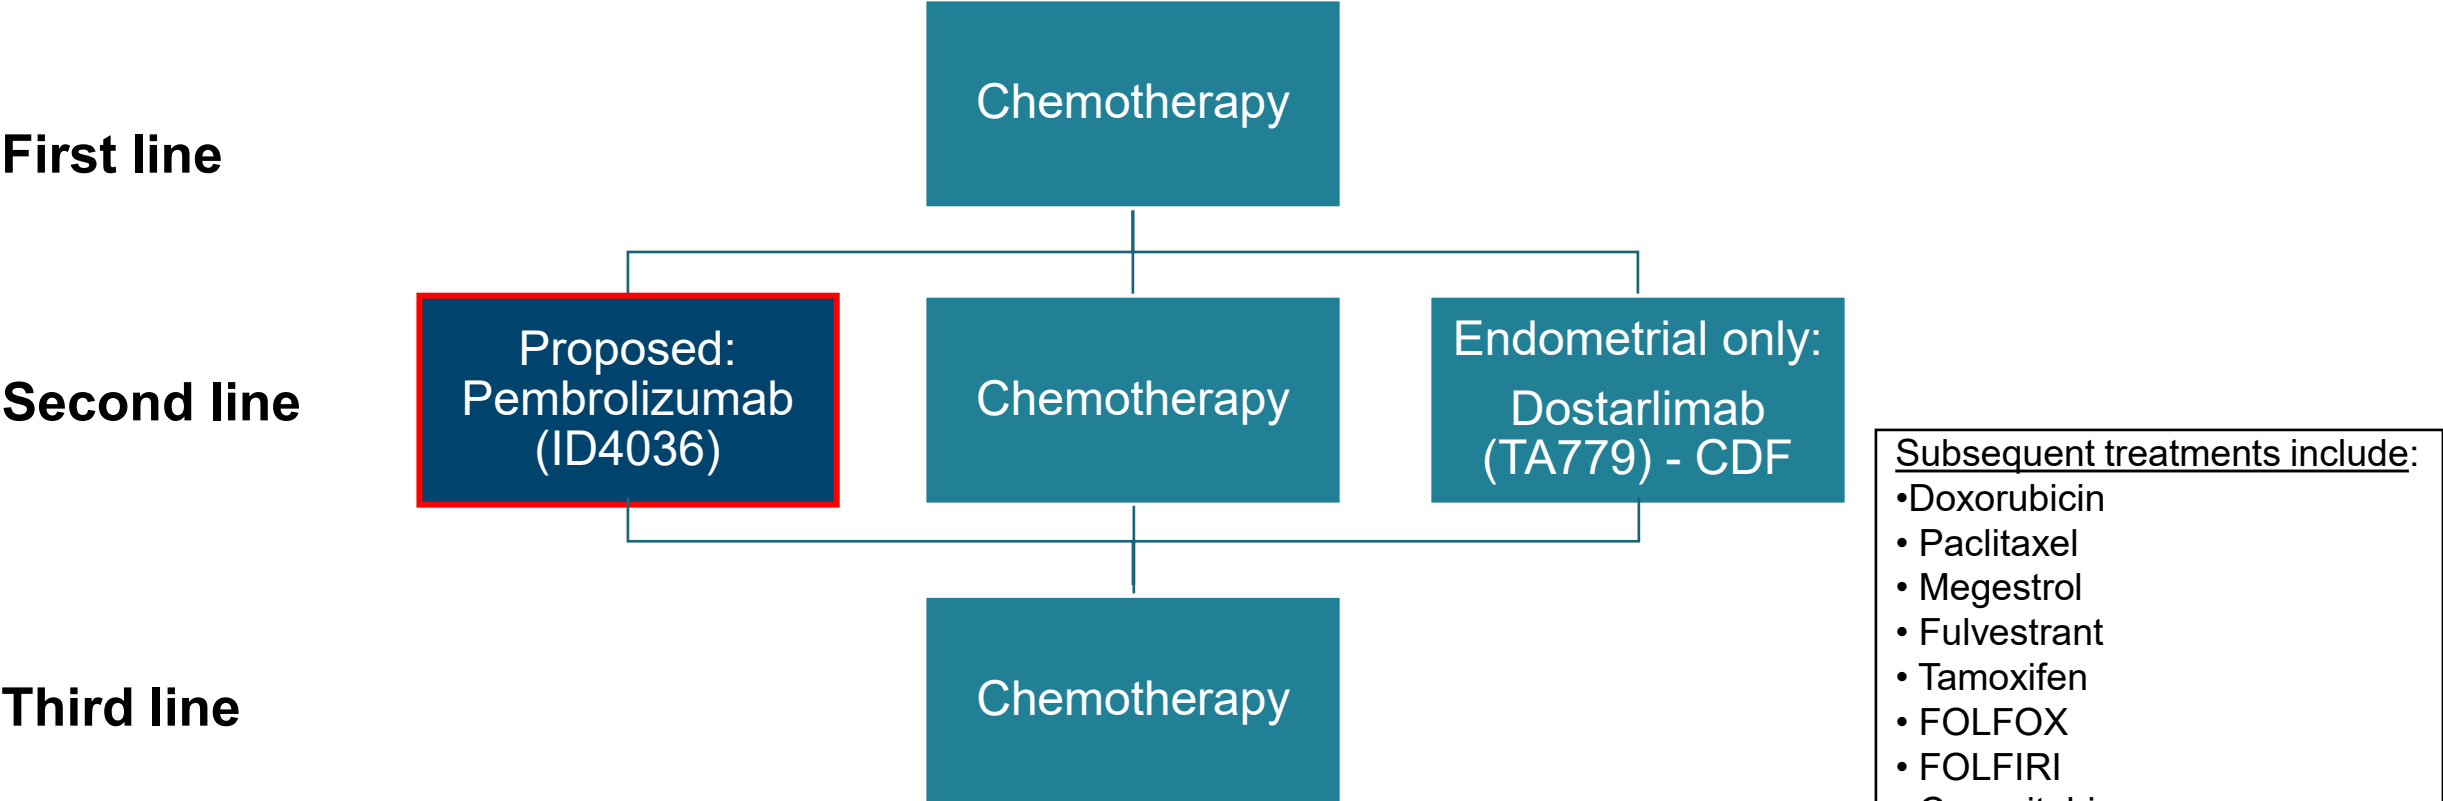 Chemotherapy
First line
Proposed:
Pembrolizumab
(ID4036)
Chemotherapy
Endometrial only:
Dostarlimab
(TA779) - CDF
Second line
Subsequent treatments include:
•Doxorubicin
• Paclitaxel
• Megestrol
• Fulvestrant
• Tamoxifen
• FOLFOX
• FOLFIRI
Chemotherapy
Third line